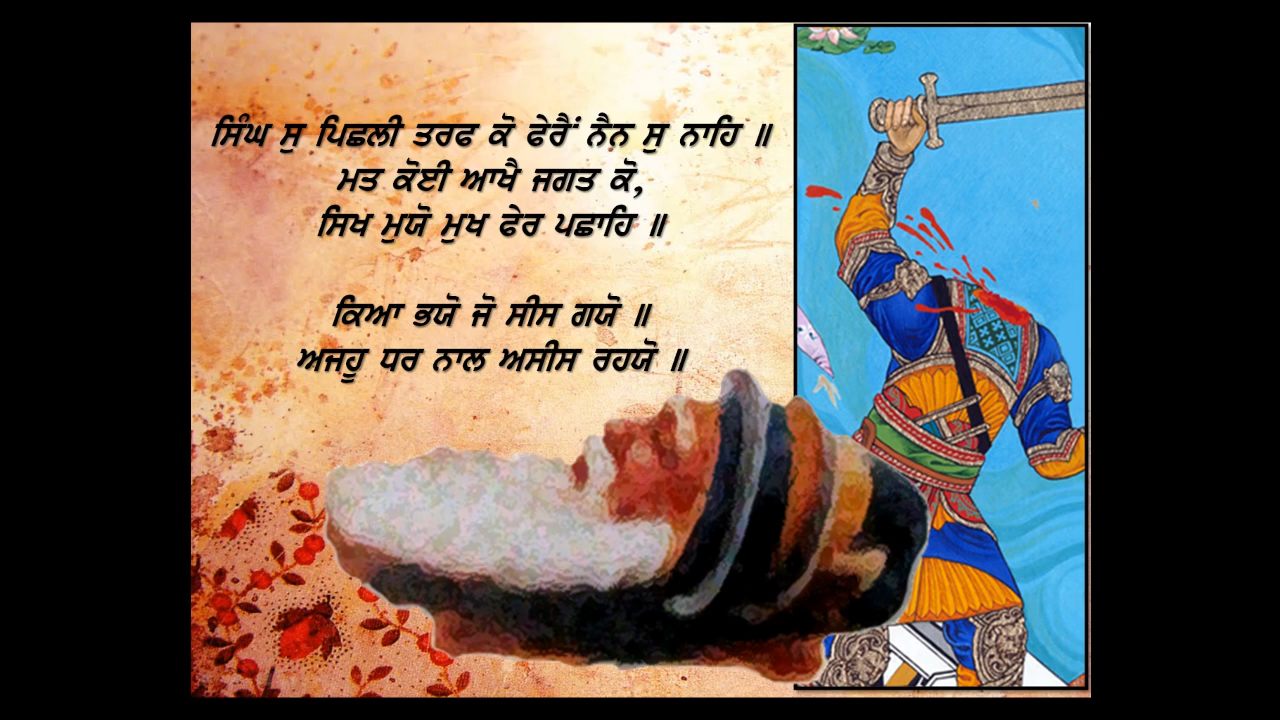 ਸਿੰਘ ਸੁ ਪਿਛਲੀ ਤਰਫ ਕੋ ਫੇਰੈਂ ਨੈਨ ਸੁ ਨਾਹਿ ॥
ਮਤ ਕੋਈ ਆਖੈ ਜਗਤ ਕੋ,
ਸਿਖ ਮੁਯੋ ਮੁਖ ਫੇਰ ਪਛਾਹਿ ॥
ਕਿਆ ਭਯੋ ਜੋ ਸੀਸ ਗਯੋ ॥
ਅਜਹੂ ਧਰ ਨਾਲ ਅਸੀਸ ਰਹਯੋ ॥